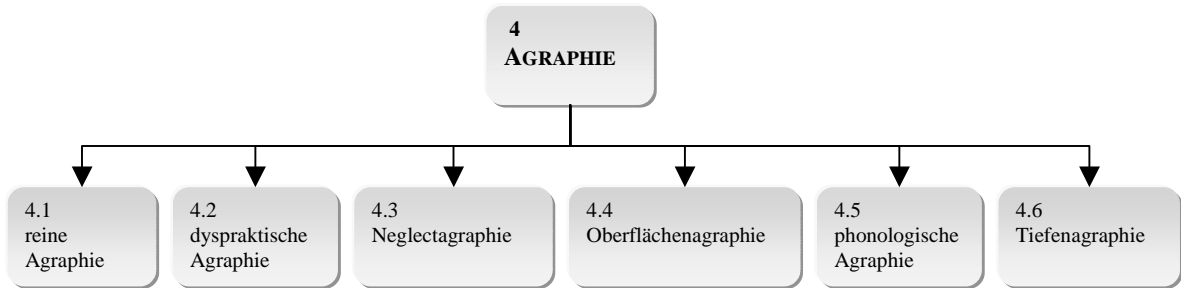 4
AGRAPHIE
4.1
reine
Agraphie
4.2
dyspraktische
Agraphie
4.3
Neglectagraphie
4.4
Oberflächenagraphie
4.5
phonologische
Agraphie
4.6
Tiefenagraphie